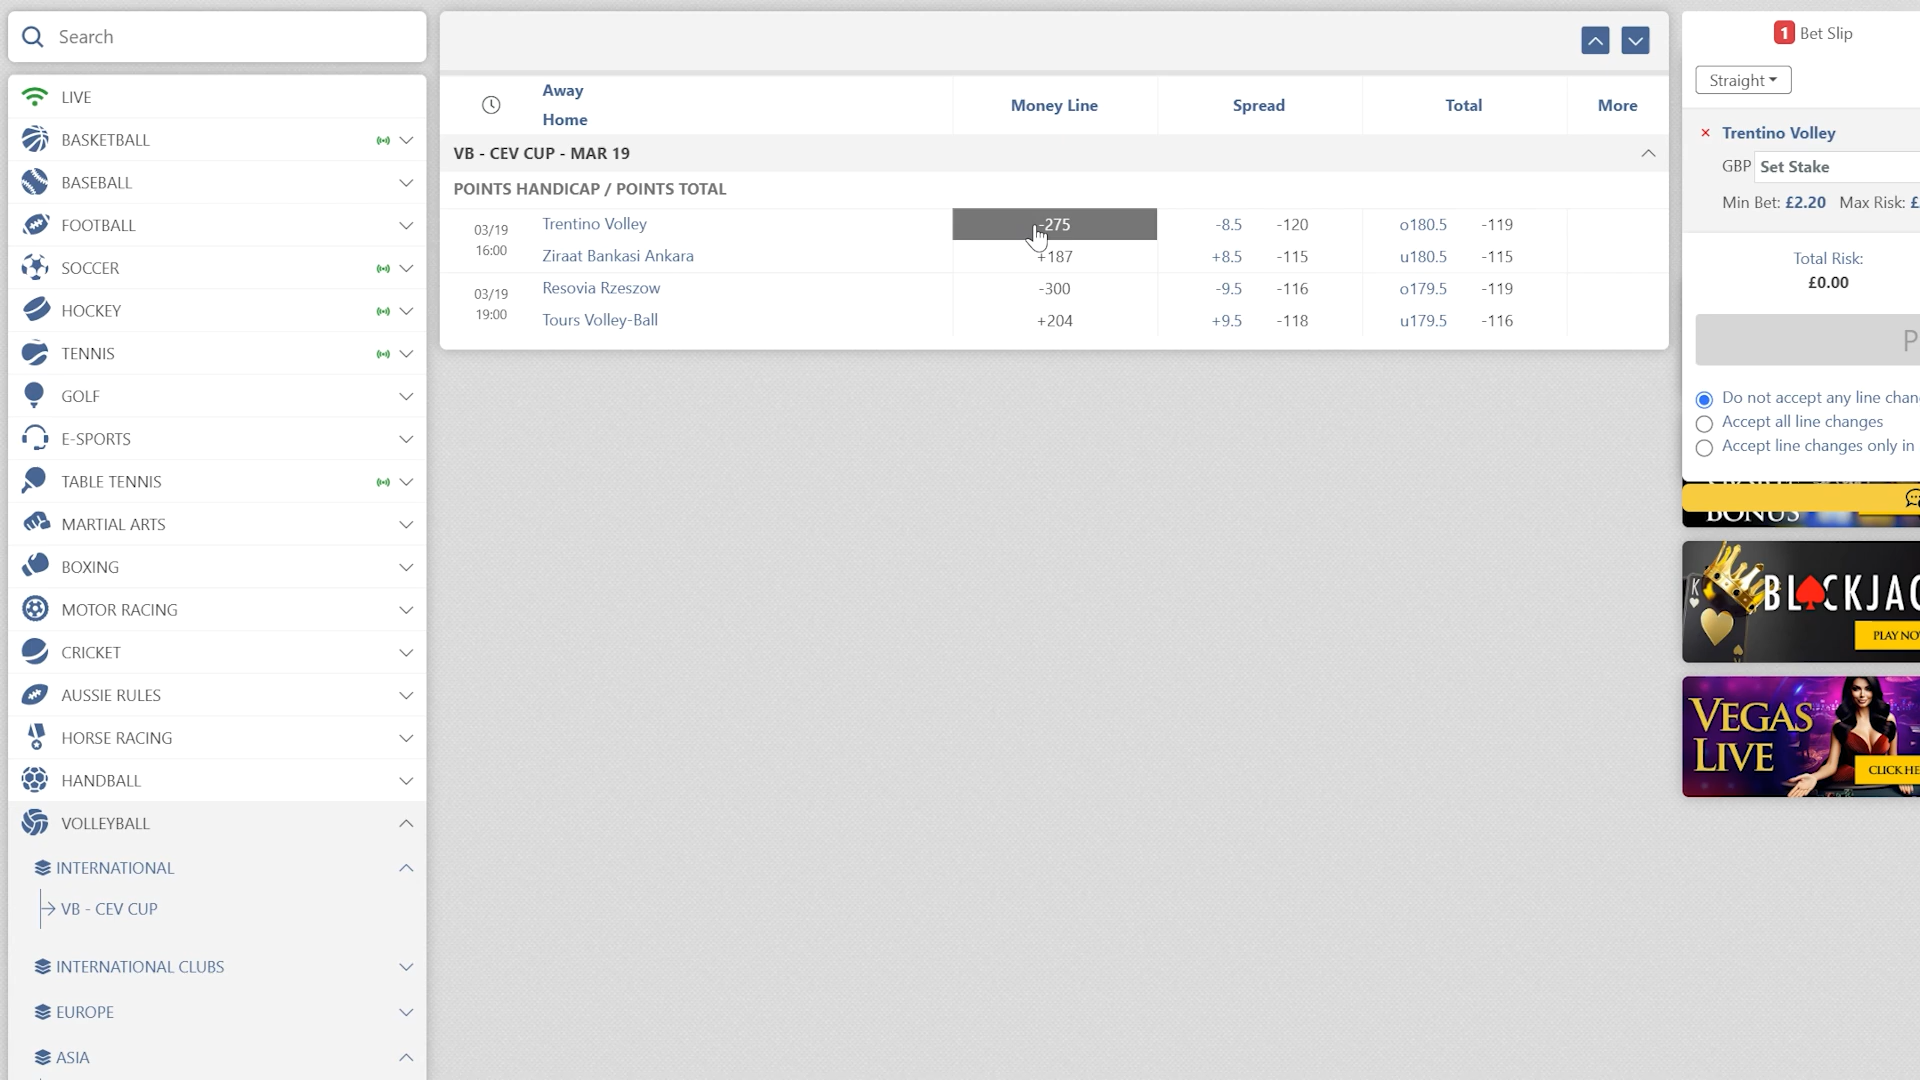 Search
LIVE
BASKETBALL
BASEBALL
FOOTBALL
SOCCER
HOCKEY
TENNIS
GOLF
E-SPORTS
TABLE TENNIS
MARTIAL ARTS
BOXING
MOTOR RACING
CRICKET
AUSSIE RULES
HORSE RACING
HANDBALL
VOLLEYBALL
INTERNATIONAL
VB - CEV CUP
INTERNATIONAL CLUBS
EUROPE
ASIA
Away
Home
Money Line Spread Total More
VB - CEV CUP - MAR 19
POINTS HANDICAP / POINTS TOTAL
03/19
16:00
Trentino Volley -275 -8.5 -120 o180.5 -119
Ziraat Bankasi Ankara +187 +8.5 -115 u180.5 -115
03/19
19:00
Resovia Rzeszow -300 -9.5 -116 o179.5 -119
Tours Volley-Ball +204 +9.5 -118 u179.5 -116
1 Bet Slip
Straight
Trentino Volley
GBP Set Stake
Min Bet: £2.20 Max Risk: £
Total Risk:
£0.00
P
Do not accept any line chan
Accept all line changes
Accept line changes only in
BONUS
K
BLACKJAC
PLAY NO
VEGAS
LIVE
CLICK HE